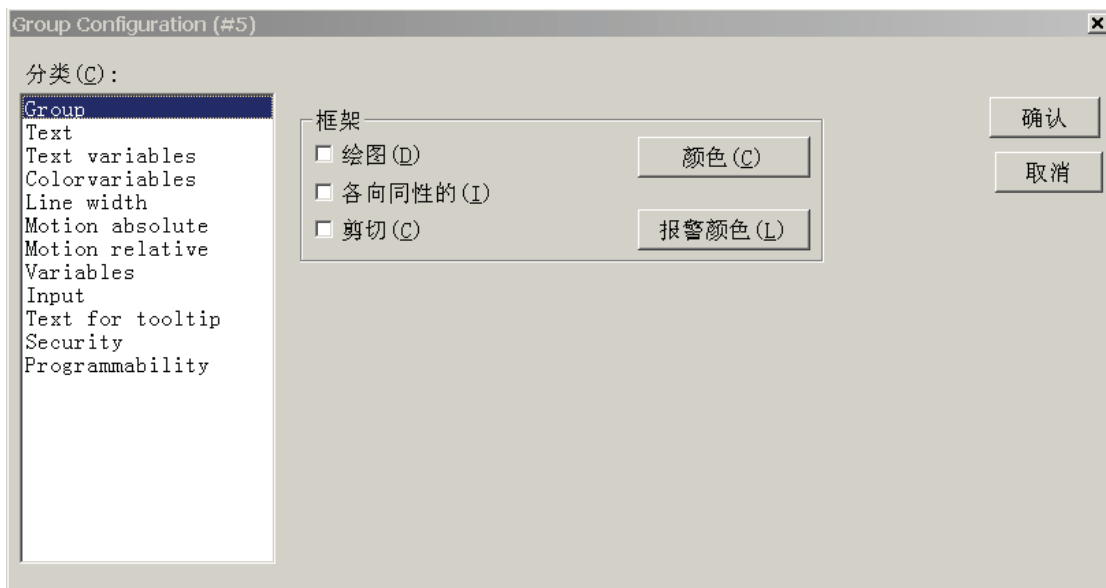 Group Configuration (#5)
分类(C):
Group
Text
Text variables
Colorvariables
Line width
Motion absolute
Motion relative
Variables
Input
Text for tooltip
Security
Programmability
框架
绘图(D)
各向同性的(I)
剪切(C)
颜色(C)
报警颜色(L)
确认
取消